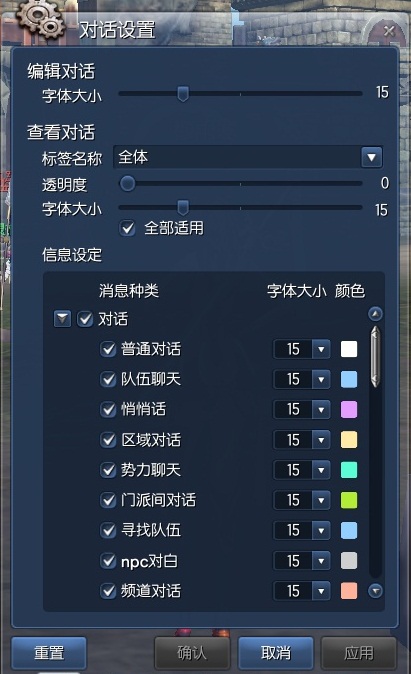 对话设置
编辑对话
字体大小 15
查看对话
标签名称 全体
透明度 0
字体大小 15
全部适用
信息设定
消息种类 字体大小 颜色
对话
普通对话 15
队伍聊天 15
悄悄话 15
区域对话 15
势力聊天 15
门派间对话 15
寻找队伍 15
npc对白 15
频道对话 15
重置 确认 取消 应用